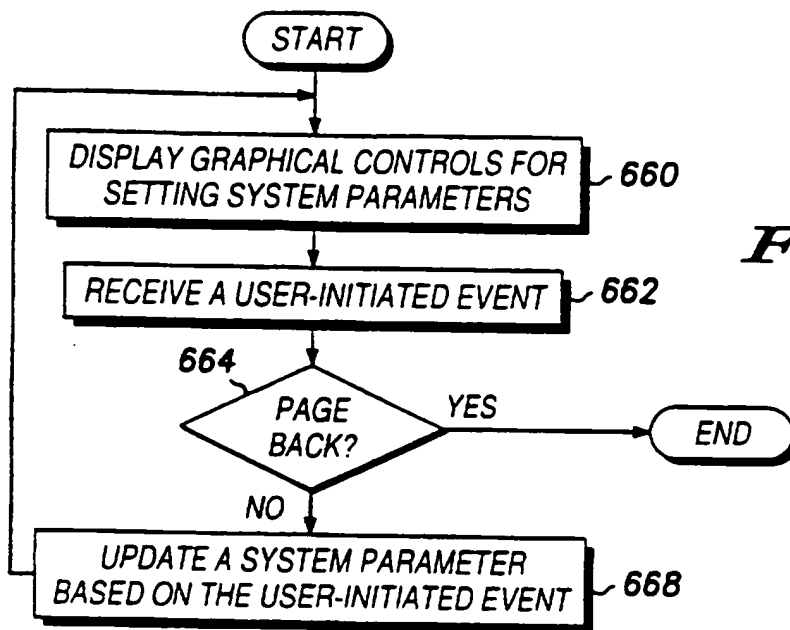 START
DISPLAY GRAPHICAL CONTROLS FOR
SETTING SYSTEM PARAMETERS
660
F
RECEIVE A USER-INITIATED EVENT
662
664
PAGE
BACK?
YES
END
NO
UPDATE A SYSTEM PARAMETER
BASED ON THE USER-INITIATED EVENT
668